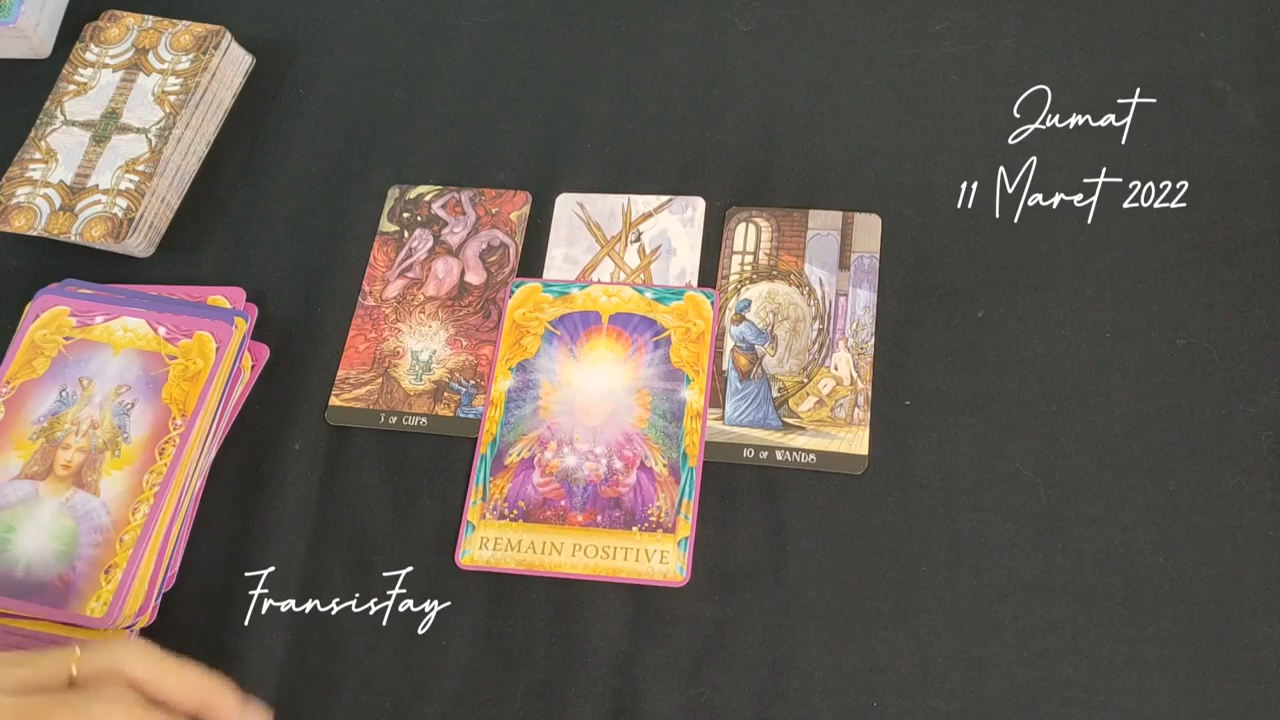 Jumat
11 Maret 2022
3 OF CUPS
10 OF WANDS
REMAIN POSITIVE
FransisFay